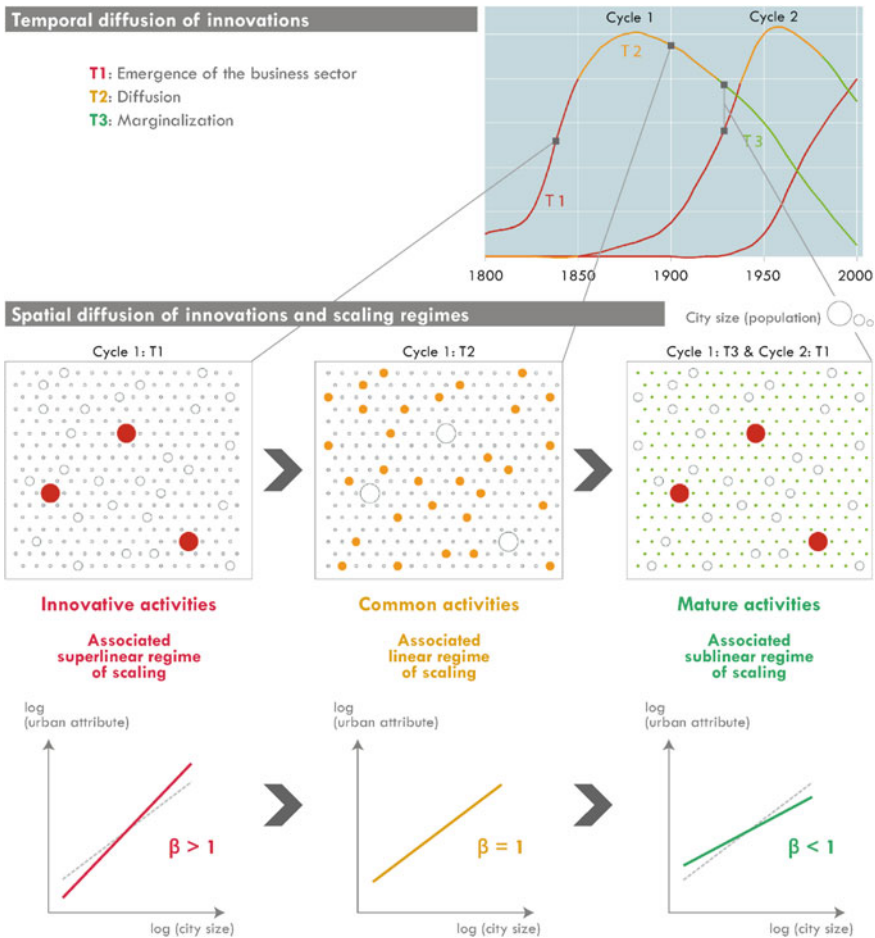 Temporal diffusion of innovations
T1: Emergence of the business sector
T2: Diffusion
T3: Marginalization
Cycle 1
Cycle 2
T 2
T 3
T 1
1800
1850
1900
1950
2000
Spatial diffusion of innovations and scaling regimes
City size (population)
Cycle 1: T1
Cycle 1: T2
Cycle 1: T3 & Cycle 2: T1
Innovative activities
Common activities
Mature activities
Associated
superlinear regime
of scaling
Associated
linear regime
of scaling
Associated
sublinear regime
of scaling
log
(urban attribute)
β > 1
log (city size)
log
(urban attribute)
β = 1
log (city size)
log
(urban attribute)
β < 1
log (city size)